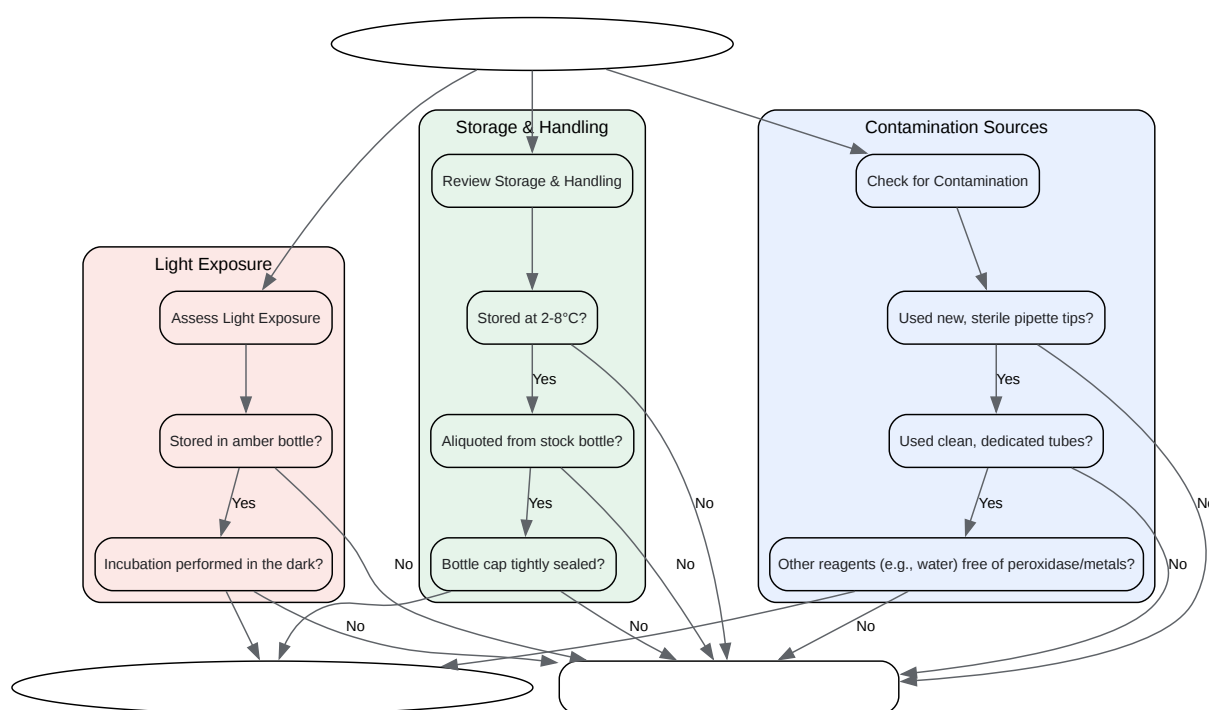 Storage & Handling
Contamination Sources
Review Storage & Handling
Check for Contamination
Light Exposure
Assess Light Exposure
Stored at 2-8°C?
Used new, sterile pipette tips?
Yes
Yes
Stored in amber bottle?
Aliquoted from stock bottle?
Used clean, dedicated tubes?
Yes
Yes
No
Yes
Incubation performed in the dark?
No
Bottle cap tightly sealed?
No
Other reagents (e.g., water) free of peroxidase/metals?
No
No
No
No